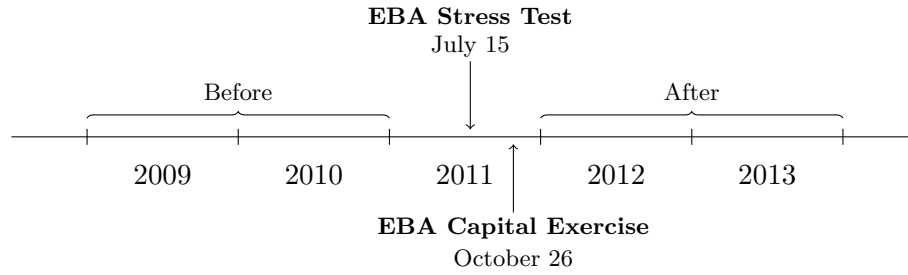 EBA Stress Test
July 15
Before
After
2009
2010
2011
2012
2013
EBA Capital Exercise
October 26